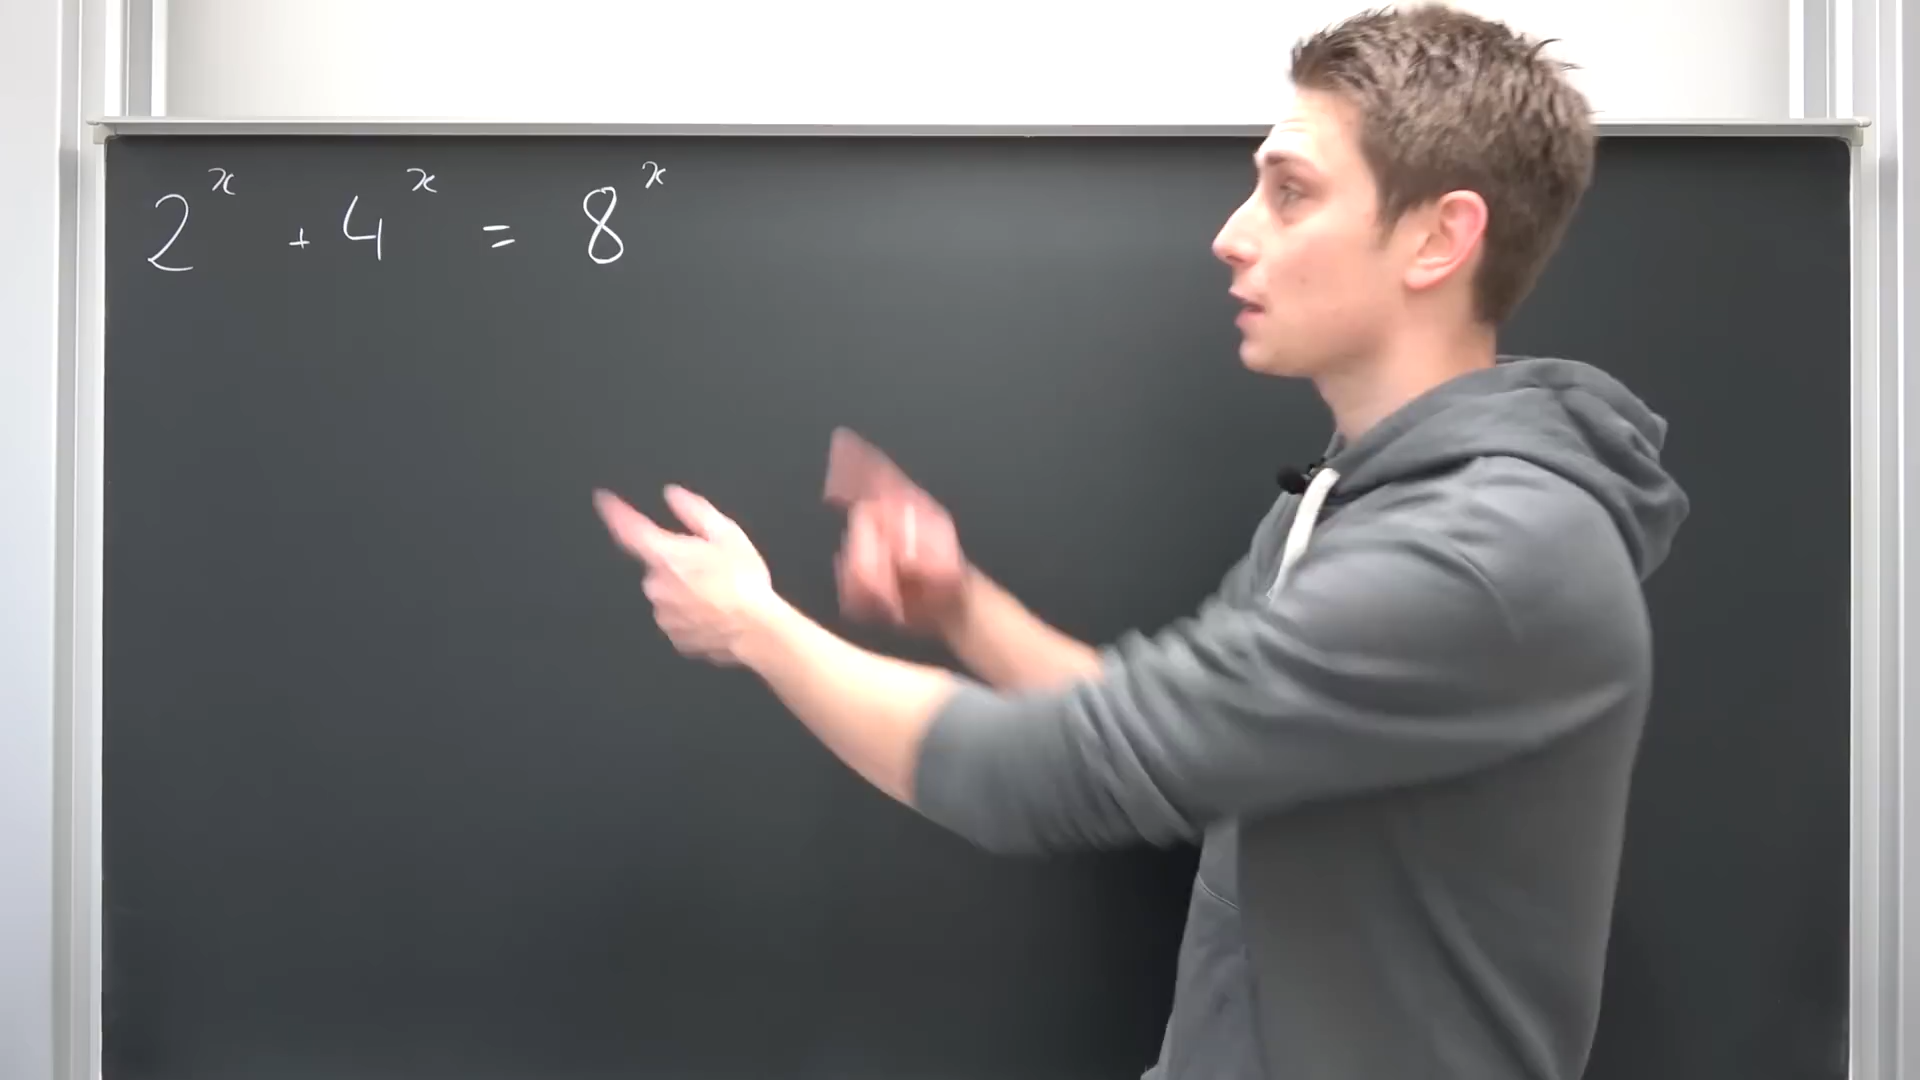 2^x + 4^x = 8^x